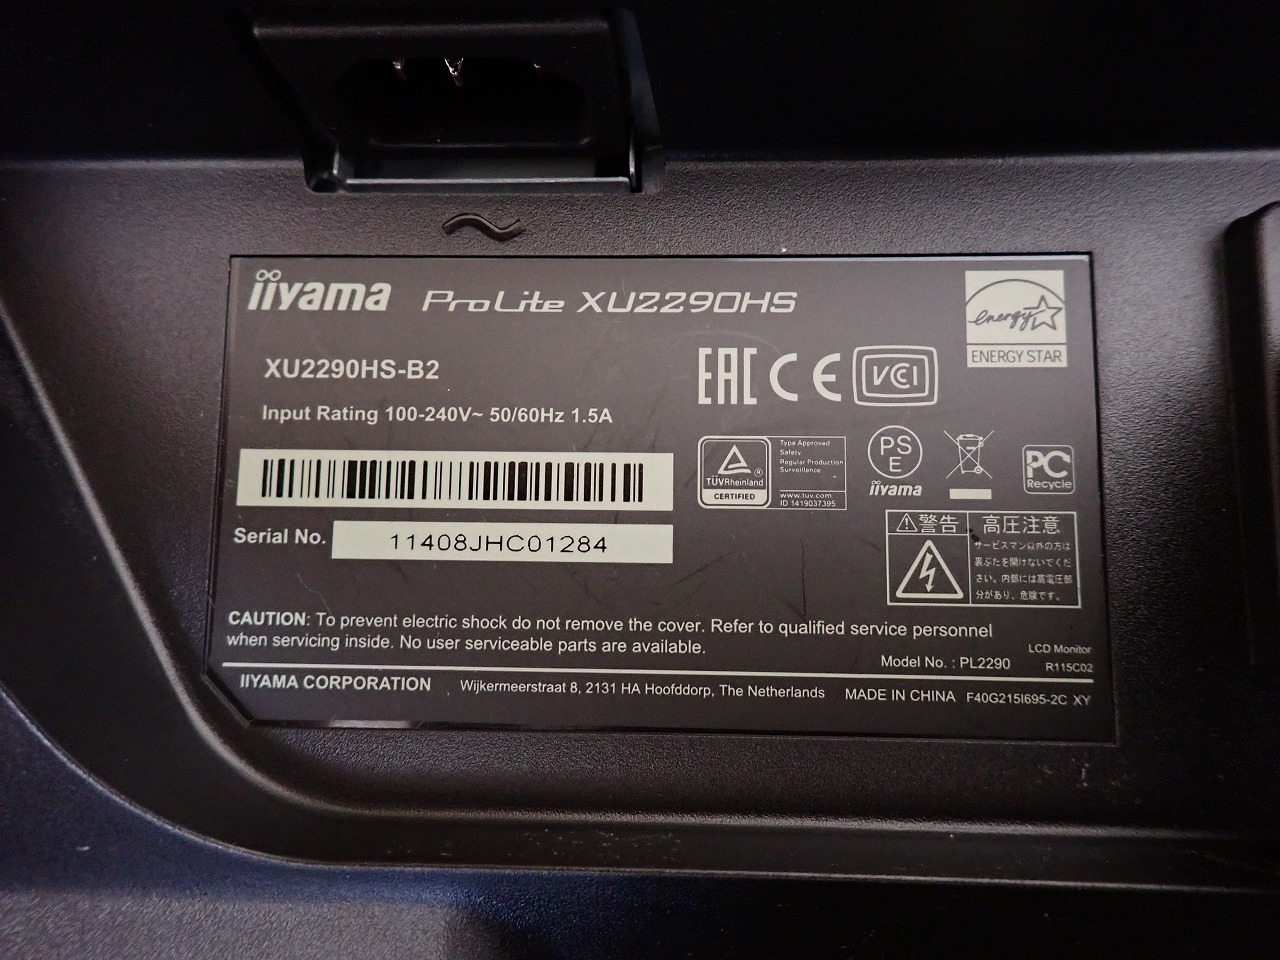 iiyama ProLite XU2290HS
energy
ENERGY STAR
XU2290HS-B2
EAC CE VCCI
Input Rating 100-240V~ 50/60Hz 1.5A
TÜVRheinland ®
CERTIFIED
Type Approved
Safety
Regular Production
Surveillance
www.tuv.com
ID 1419037395
PS
E
iiyama
PC
Recycle
Serial No. 11408JHC01284
警告 高圧注意
サービスマン以外の方は
裏ぶたを開けないでくだ
さい。内部には高電圧部
分があり、危険です。
CAUTION: To prevent electric shock do not remove the cover. Refer to qualified service personnel
when servicing inside. No user serviceable parts are available.
LCD Monitor
Model No. : PL2290 R115C02
IIYAMA CORPORATION Wijkermeerstraat 8, 2131 HA Hoofddorp, The Netherlands MADE IN CHINA F40G215I695-2C XY